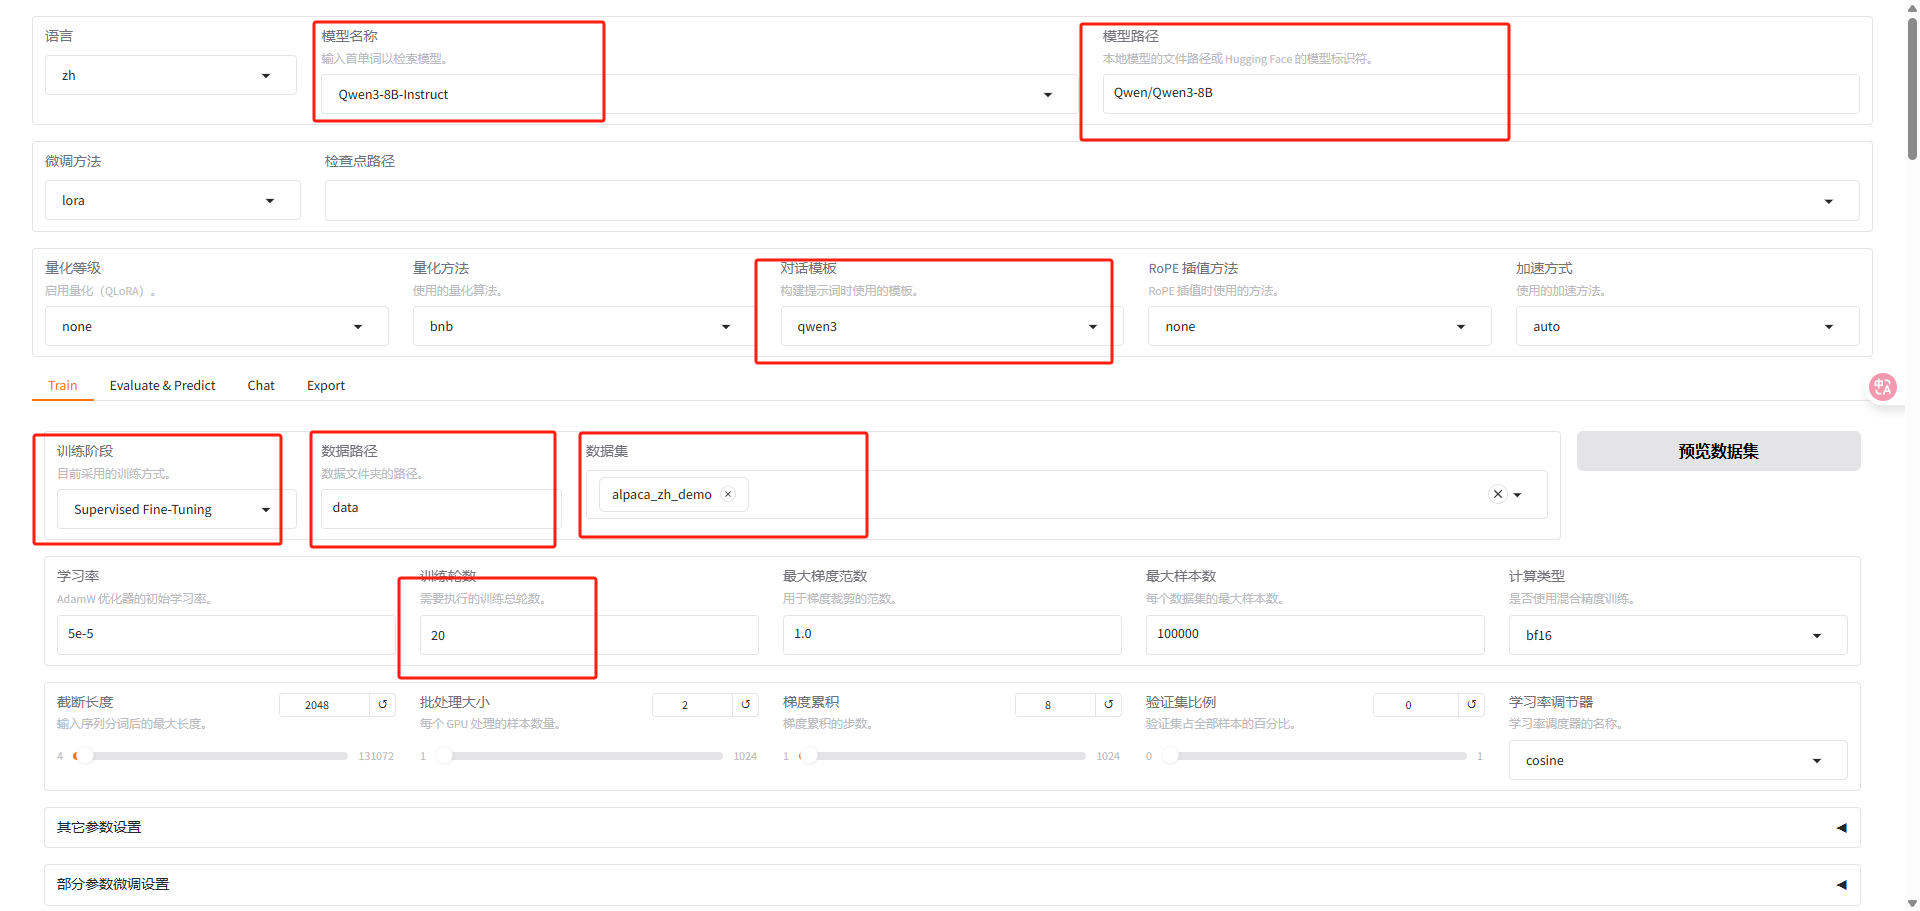 语言
zh
模型名称
输入首单词以检索模型。
Qwen3-8B-Instruct
模型路径
本地模型的文件路径或 Hugging Face 的模型标识符。
Qwen/Qwen3-8B
微调方法
lora
检查点路径
量化等级
启用量化（QLoRA）。
none
量化方法
使用的量化算法。
bnb
对话模板
构建提示词时使用的模板。
qwen3
RoPE 插值方法
RoPE 插值时使用的方法。
none
加速方式
使用的加速方法。
auto
Train
Evaluate & Predict
Chat
Export
训练阶段
目前采用的训练方式。
Supervised Fine-Tuning
数据路径
数据文件夹的路径。
data
数据集
alpaca_zh_demo
预览数据集
学习率
AdamW 优化器的初始学习率。
5e-5
训练轮数
需要执行的训练总轮数。
20
最大梯度范数
用于梯度裁剪的范数。
1.0
最大样本数
每个数据集的最大样本数。
100000
计算类型
是否使用混合精度训练。
bf16
截断长度
2048
输入序列分词后的最大长度。
4
131072
批处理大小
2
每个 GPU 处理的样本数量。
1
1024
梯度累积
8
梯度累积的步数。
1
1024
验证集比例
0
验证集占全部样本的百分比。
0
1
学习率调节器
学习率调度器的名称。
cosine
其它参数设置
部分参数微调设置
中
A